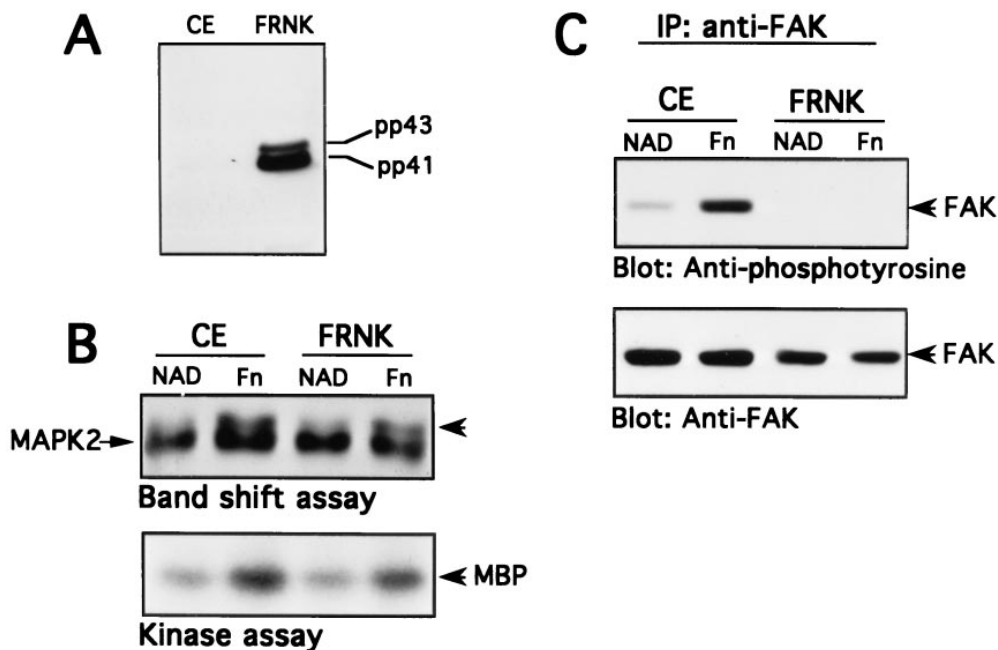 A
CE FRNK
pp43
pp41
B
CE FRNK
NAD Fn NAD Fn
MAPK2
Band shift assay
MBP
Kinase assay
C
IP: anti-FAK
CE FRNK
NAD Fn NAD Fn
FAK
Blot: Anti-phosphotyrosine
FAK
Blot: Anti-FAK